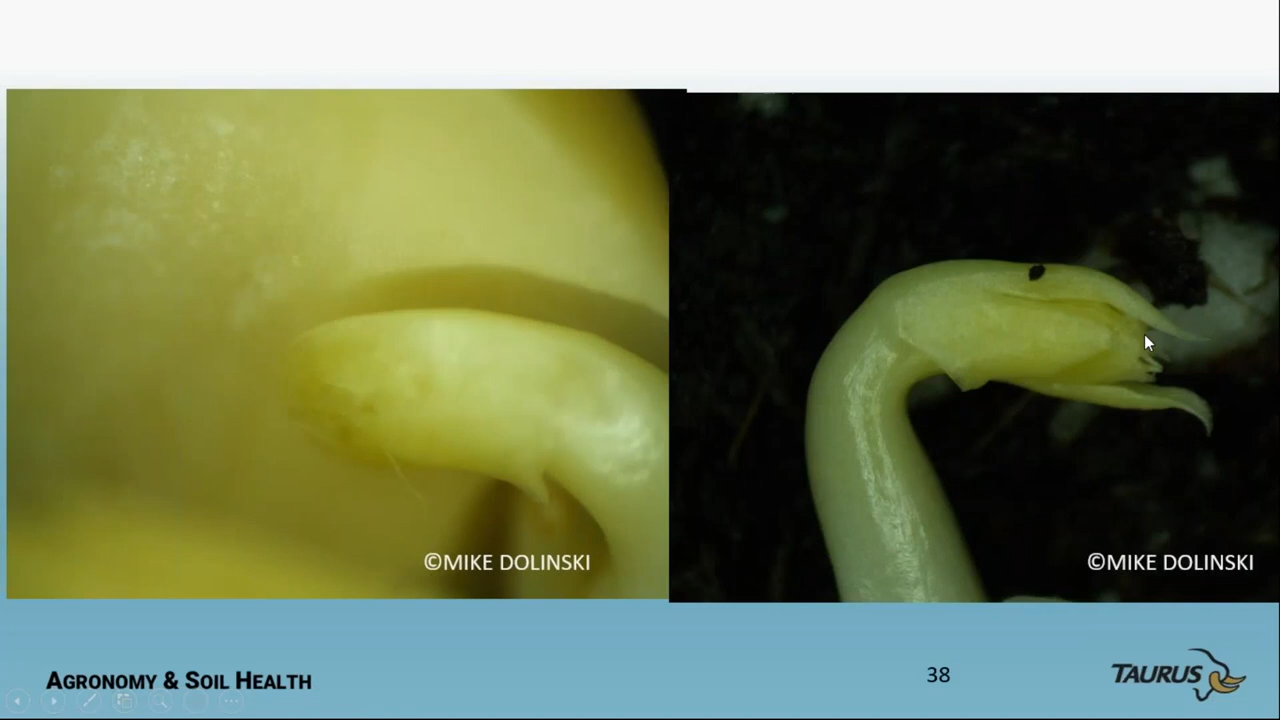 ©MIKE DOLINSKI
©MIKE DOLINSKI
AGRONOMY & SOIL HEALTH
38
TAURUS